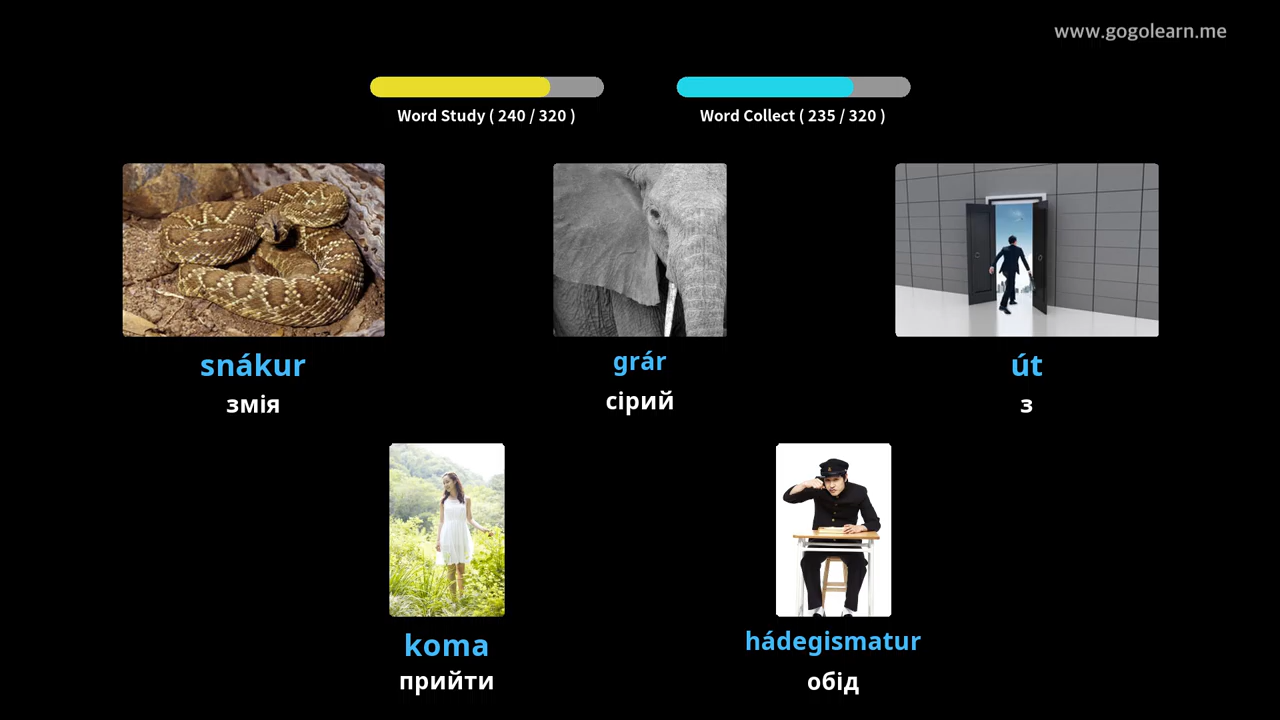 www.gogolearn.me
Word Study ( 240 / 320 )
Word Collect ( 235 / 320 )
snákur
змія
grár
сірий
út
з
koma
прийти
hádegismatur
обід